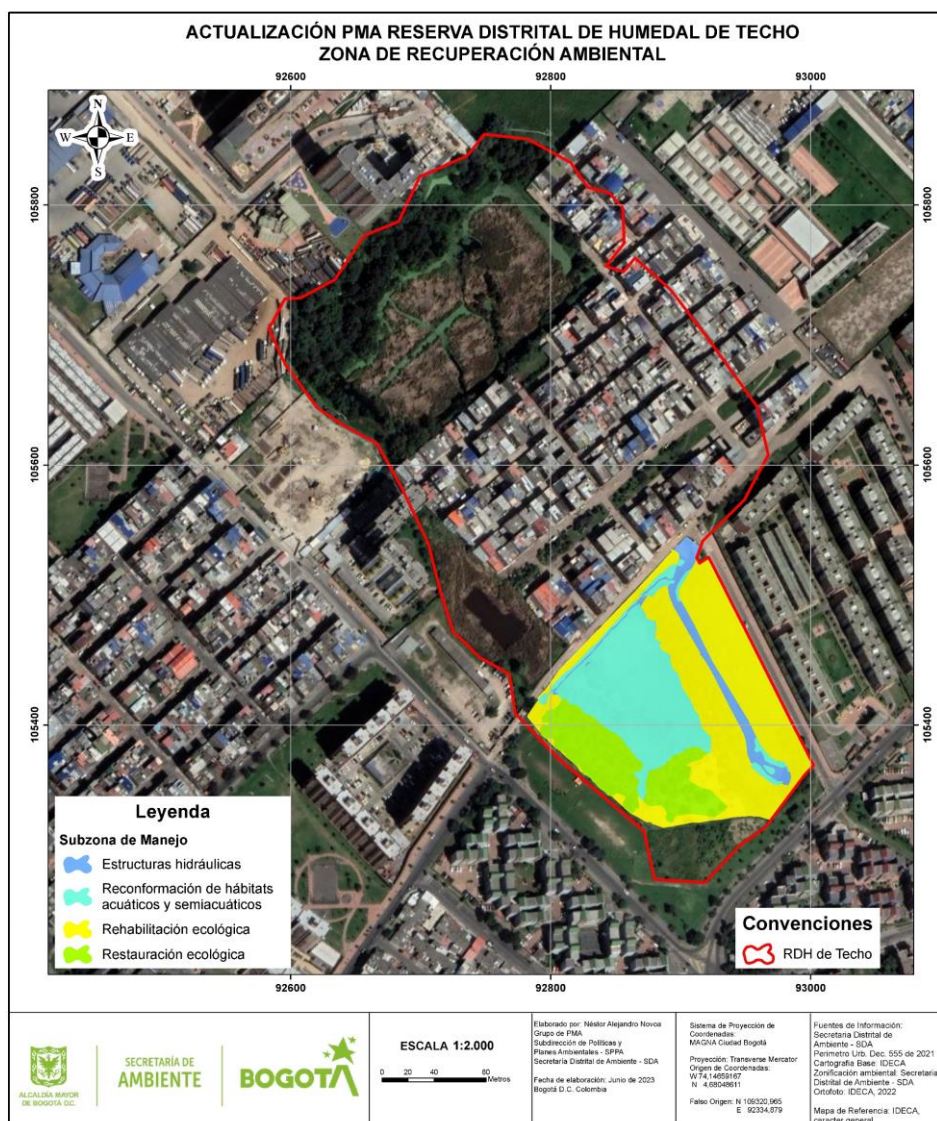 ACTUALIZACIÓN PMA RESERVA DISTRITAL DE HUMEDAL DE TECHO
ZONA DE RECUPERACIÓN AMBIENTAL
92600
92800
93000
N
W
E
S
105800
105800
105600
105600
105400
105400
Leyenda
Subzona de Manejo
Estructuras hidráulicas
Reconformación de hábitats
acuáticos y semiacuáticos
Rehabilitación ecológica
Restauración ecológica
Convenciones
RDH de Techo
92600
92800
93000
ALCALDÍA MAYOR
DE BOGOTÁ D.C.
SECRETARÍA DE
AMBIENTE
BOGOTÁ
ESCALA 1:2.000
0 20 40 80
Metros
Elaborado por: Néstor Alejandro Novoa
Grupo de PMA
Subdirección de Políticas y
Planes Ambientales - SPPA
Secretaría Distrital de Ambiente - SDA
Fecha de elaboración: Junio de 2023
Bogotá D.C. Colombia
Sistema de Proyección de
Coordenadas:
MAGNA Ciudad Bogotá
Proyección: Transverse Mercator
Origen de Coordenadas:
W 74,14659167
N 4,68048611
Falso Origen: N 109320,965
E 92334,879
Fuentes de Información:
Secretaria Distrital de
Ambiente - SDA
Perimetro Urb. Dec. 555 de 2021
Cartografía Base: IDECA
Zonificación ambiental: Secretaria
Distrital de Ambiente - SDA
Ortofoto: IDECA, 2022
Mapa de Referencia: IDECA,
caracter general